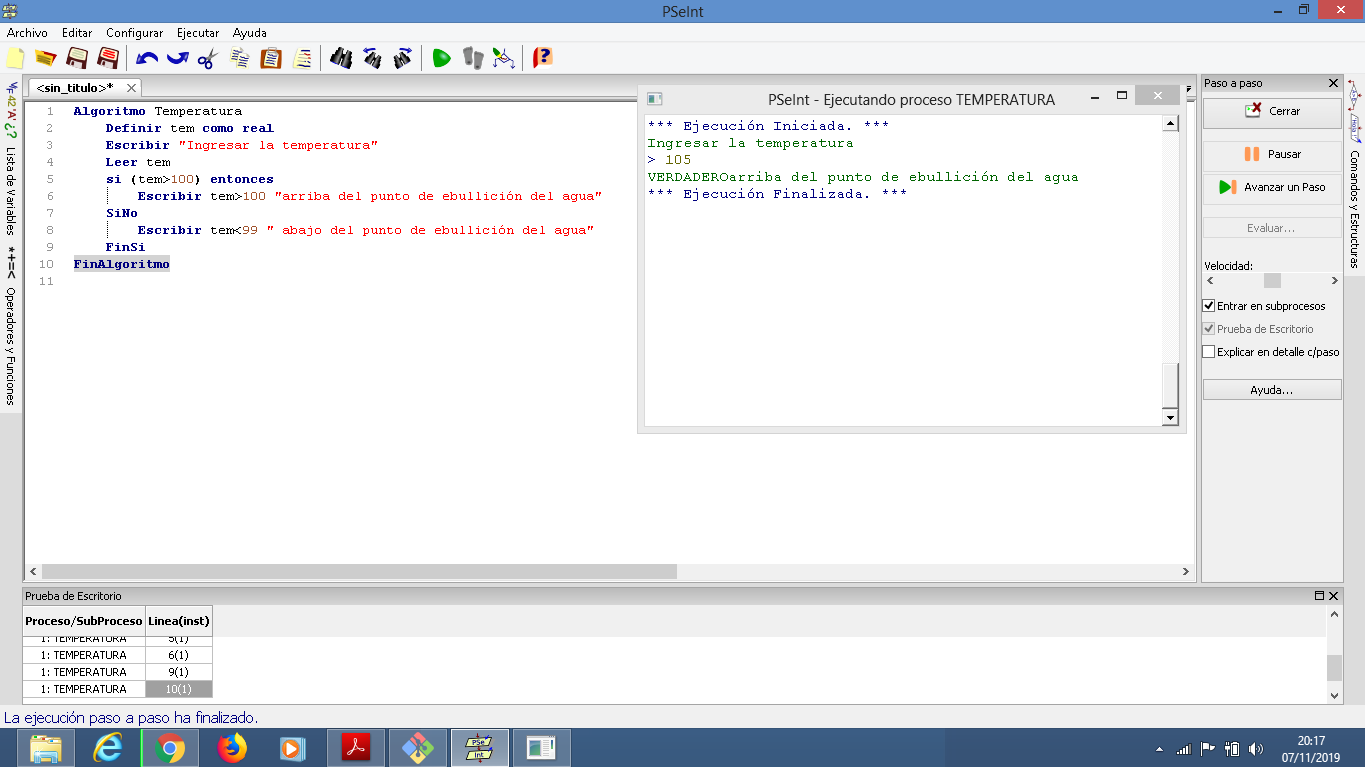 PSeInt
Archivo Editar Configurar Ejecutar Ayuda
<sin_titulo>*
1 Algoritmo Temperatura
2 Definir tem como real
3 Escribir "Ingresar la temperatura"
4 Leer tem
5 si (tem>100) entonces
6 Escribir tem>100 "arriba del punto de ebullición del agua"
7 SiNo
8 Escribir tem<99 " abajo del punto de ebullición del agua"
9 FinSi
10 FinAlgoritmo
11
PSeInt - Ejecutando proceso TEMPERATURA
*** Ejecución Iniciada. ***
Ingresar la temperatura
> 105
VERDADEROarriba del punto de ebullición del agua
*** Ejecución Finalizada. ***
Paso a paso
Cerrar
Pausar
Avanzar un Paso
Evaluar...
Velocidad:
Entrar en subprocesos
Prueba de Escritorio
Explicar en detalle c/paso
Ayuda...
42 'A' ¿?
Lista de Variables
*+=<
Operadores y Funciones
Comandos y Estructuras
Prueba de Escritorio
Proceso/SubProceso Linea(inst)
1: TEMPERATURA 5(1)
1: TEMPERATURA 6(1)
1: TEMPERATURA 9(1)
1: TEMPERATURA 10(1)
La ejecución paso a paso ha finalizado.
PSe
Int
20:17
07/11/2019